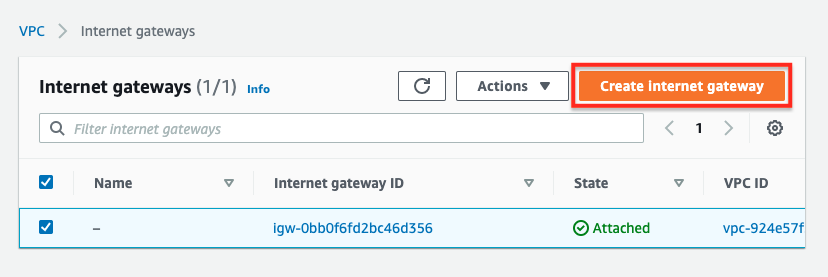 VPC > Internet gateways
Internet gateways (1/1) Info Actions ▼ Create internet gateway
Filter internet gateways < 1 >
Name Internet gateway ID State VPC ID
– igw-0bb0f6fd2bc46d356 Attached vpc-924e57f